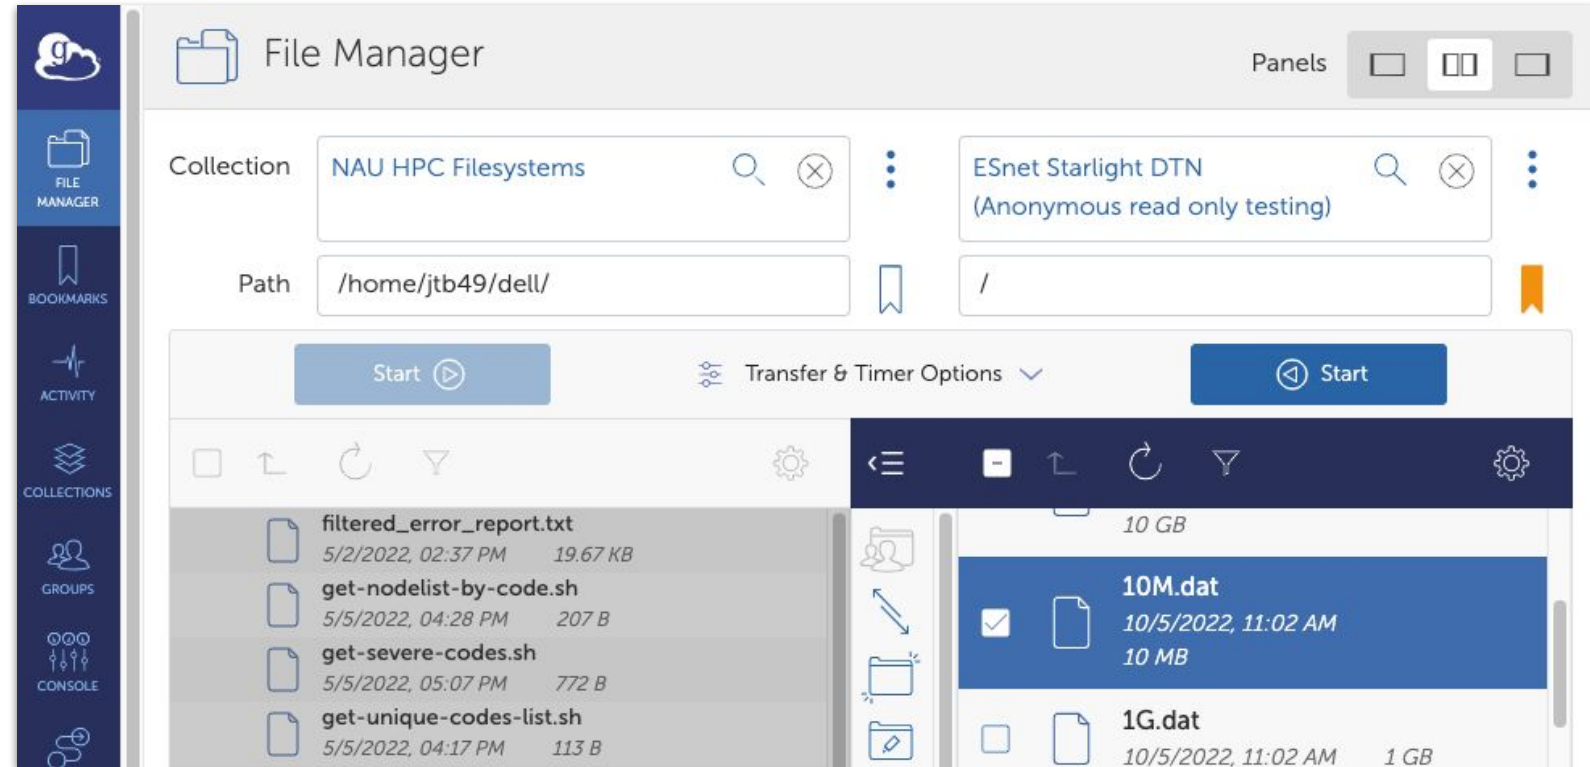 g
File Manager
Panels
FILE
MANAGER
BOOKMARKS
ACTIVITY
COLLECTIONS
GROUPS
CONSOLE
Collection
NAU HPC Filesystems
ESnet Starlight DTN
(Anonymous read only testing)
Path
/home/jtb49/dell/
/
Start
Transfer & Timer Options
Start
filtered_error_report.txt
5/2/2022, 02:37 PM 19.67 KB
get-nodelist-by-code.sh
5/5/2022, 04:28 PM 207 B
get-severe-codes.sh
5/5/2022, 05:07 PM 772 B
get-unique-codes-list.sh
5/5/2022, 04:17 PM 113 B
10 GB
10M.dat
10/5/2022, 11:02 AM
10 MB
1G.dat
10/5/2022, 11:02 AM 1 GB